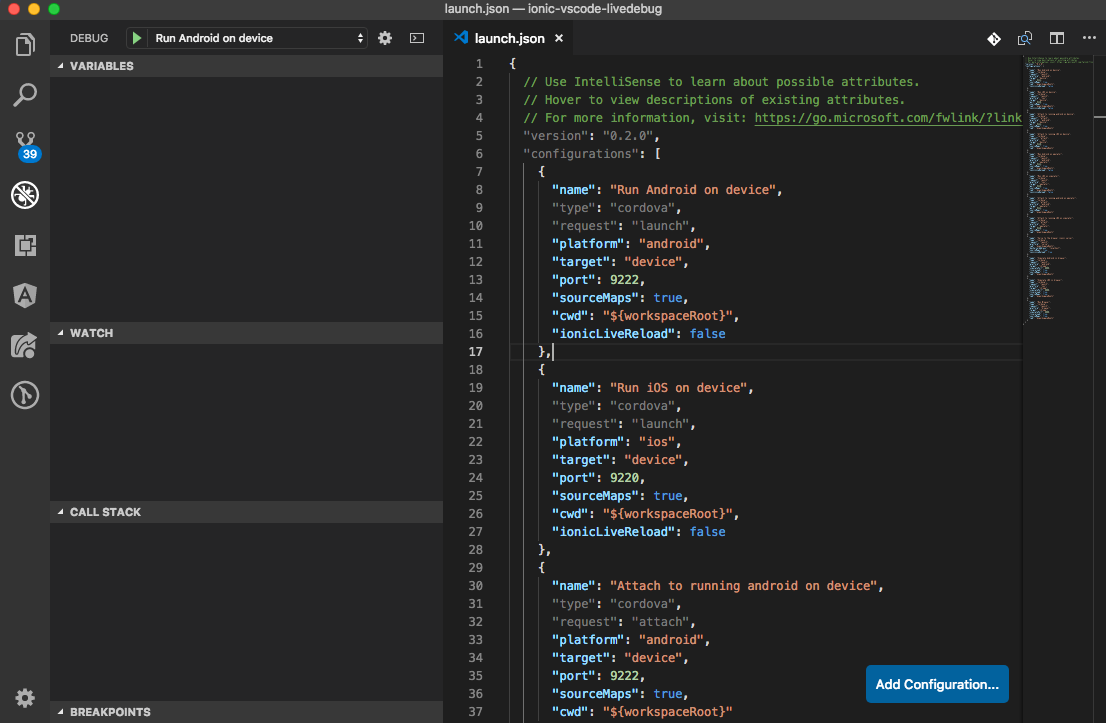 launch.json — ionic-vscode-livedebug
DEBUG
Run Android on device
launch.json
VARIABLES
39
WATCH
CALL STACK
BREAKPOINTS
1 {
2 // Use IntelliSense to learn about possible attributes.
3 // Hover to view descriptions of existing attributes.
4 // For more information, visit: https://go.microsoft.com/fwlink/?link
5 "version": "0.2.0",
6 "configurations": [
7 {
8 "name": "Run Android on device",
9 "type": "cordova",
10 "request": "launch",
11 "platform": "android",
12 "target": "device",
13 "port": 9222,
14 "sourceMaps": true,
15 "cwd": "${workspaceRoot}",
16 "ionicLiveReload": false
17 },
18 {
19 "name": "Run iOS on device",
20 "type": "cordova",
21 "request": "launch",
22 "platform": "ios",
23 "target": "device",
24 "port": 9220,
25 "sourceMaps": true,
26 "cwd": "${workspaceRoot}",
27 "ionicLiveReload": false
28 },
29 {
30 "name": "Attach to running android on device",
31 "type": "cordova",
32 "request": "attach",
33 "platform": "android",
34 "target": "device",
35 "port": 9222,
36 "sourceMaps": true,
37 "cwd": "${workspaceRoot}"
Add Configuration...